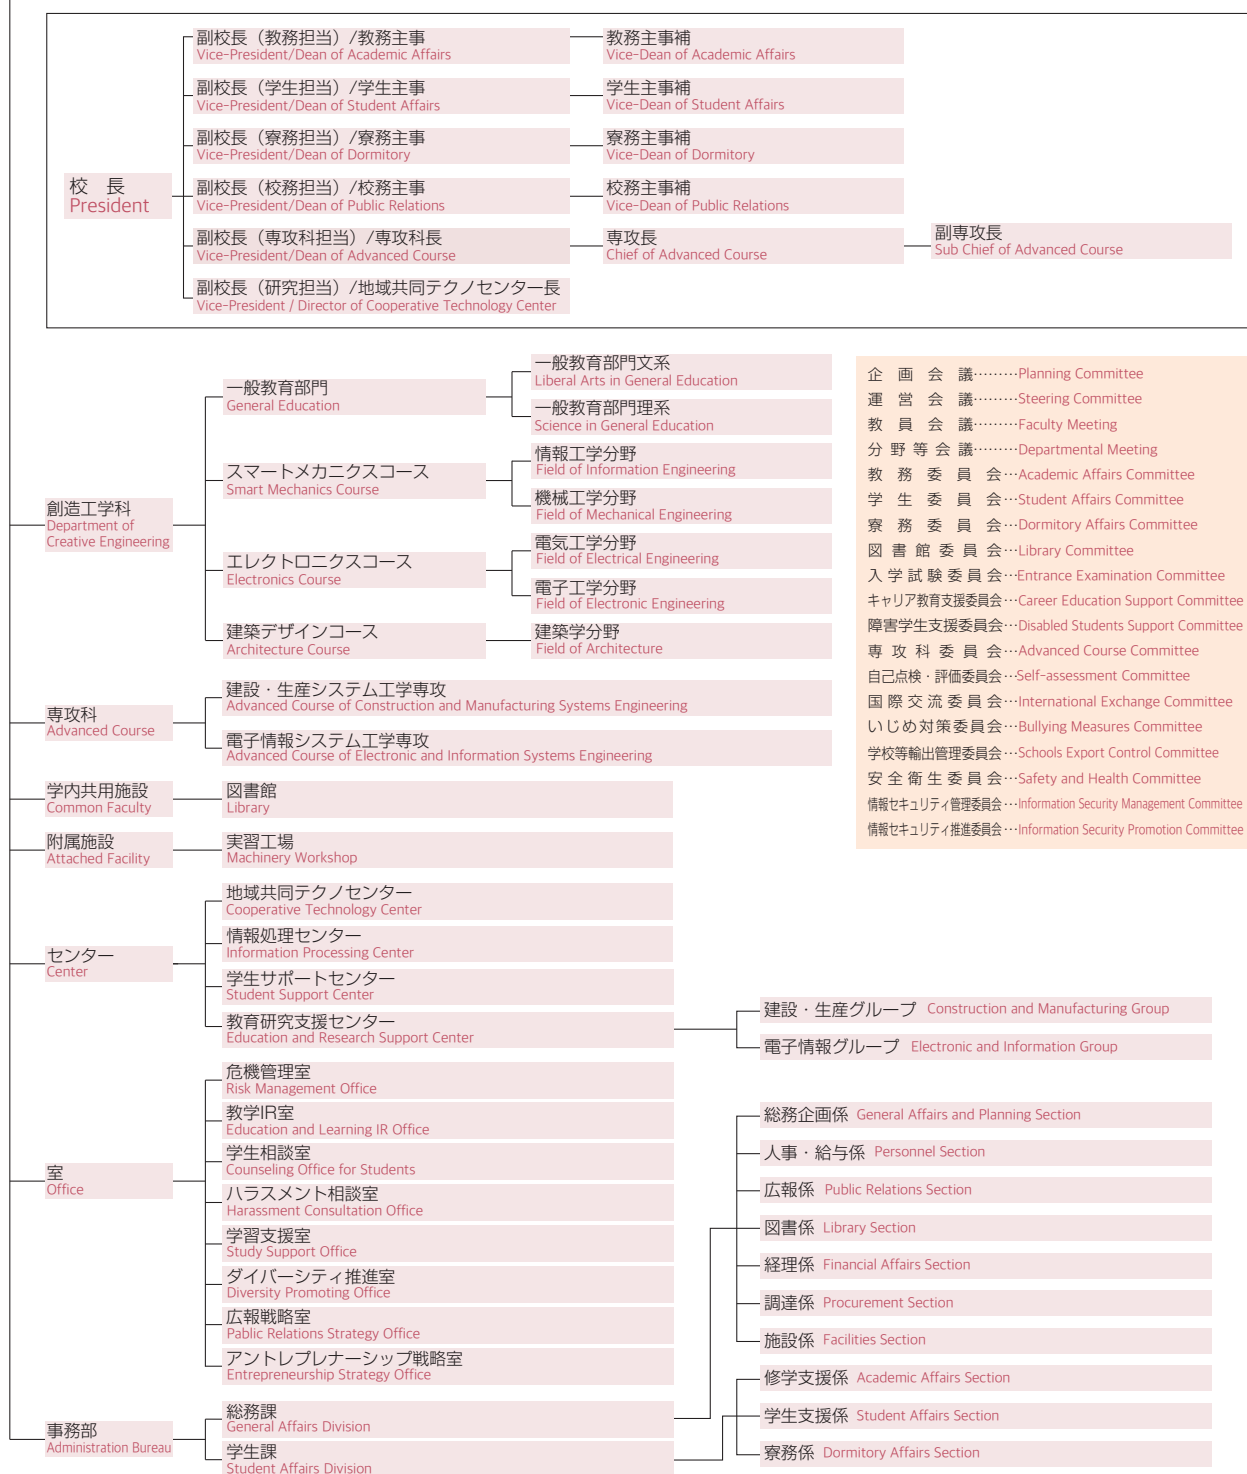 校　長
President
副校長（教務担当）/教務主事
Vice-President/Dean of Academic Affairs
教務主事補
Vice-Dean of Academic Affairs
副校長（学生担当）/学生主事
Vice-President/Dean of Student Affairs
学生主事補
Vice-Dean of Student Affairs
副校長（寮務担当）/寮務主事
Vice-President/Dean of Dormitory
寮務主事補
Vice-Dean of Dormitory
副校長（校務担当）/校務主事
Vice-President/Dean of Public Relations
校務主事補
Vice-Dean of Public Relations
副校長（専攻科担当）/専攻科長
Vice-President/Dean of Advanced Course
専攻長
Chief of Advanced Course
副専攻長
Sub Chief of Advanced Course
副校長（研究担当）/地域共同テクノセンター長
Vice-President / Director of Cooperative Technology Center
創造工学科
Department of
Creative Engineering
一般教育部門
General Education
一般教育部門文系
Liberal Arts in General Education
一般教育部門理系
Science in General Education
スマートメカニクスコース
Smart Mechanics Course
情報工学分野
Field of Information Engineering
機械工学分野
Field of Mechanical Engineering
エレクトロニクスコース
Electronics Course
電気工学分野
Field of Electrical Engineering
電子工学分野
Field of Electronic Engineering
建築デザインコース
Architecture Course
建築学分野
Field of Architecture
専攻科
Advanced Course
建設・生産システム工学専攻
Advanced Course of Construction and Manufacturing Systems Engineering
電子情報システム工学専攻
Advanced Course of Electronic and Information Systems Engineering
学内共用施設
Common Faculty
図書館
Library
附属施設
Attached Facility
実習工場
Machinery Workshop
センター
Center
地域共同テクノセンター
Cooperative Technology Center
情報処理センター
Information Processing Center
学生サポートセンター
Student Support Center
教育研究支援センター
Education and Research Support Center
建設・生産グループ Construction and Manufacturing Group
電子情報グループ Electronic and Information Group
室
Office
危機管理室
Risk Management Office
教学IR室
Education and Learning IR Office
学生相談室
Counseling Office for Students
ハラスメント相談室
Harassment Consultation Office
学習支援室
Study Support Office
ダイバーシティ推進室
Diversity Promoting Office
広報戦略室
Pablic Relations Strategy Office
アントレプレナーシップ戦略室
Entrepreneurship Strategy Office
事務部
Administration Bureau
総務課
General Affairs Division
学生課
Student Affairs Division
総務企画係 General Affairs and Planning Section
人事・給与係 Personnel Section
広報係 Public Relations Section
図書係 Library Section
経理係 Financial Affairs Section
調達係 Procurement Section
施設係 Facilities Section
修学支援係 Academic Affairs Section
学生支援係 Student Affairs Section
寮務係 Dormitory Affairs Section
企画会議………Planning Committee
運営会議………Steering Committee
教員会議………Faculty Meeting
分野等会議………Departmental Meeting
教務委員会…Academic Affairs Committee
学生委員会…Student Affairs Committee
寮務委員会…Dormitory Affairs Committee
図書館委員会…Library Committee
入学試験委員会…Entrance Examination Committee
キャリア教育支援委員会…Career Education Support Committee
障害学生支援委員会…Disabled Students Support Committee
専攻科委員会…Advanced Course Committee
自己点検・評価委員会…Self-assessment Committee
国際交流委員会…International Exchange Committee
いじめ対策委員会…Bullying Measures Committee
学校等輸出管理委員会…Schools Export Control Committee
安全衛生委員会…Safety and Health Committee
情報セキュリティ管理委員会…Information Security Management Committee
情報セキュリティ推進委員会…Information Security Promotion Committee